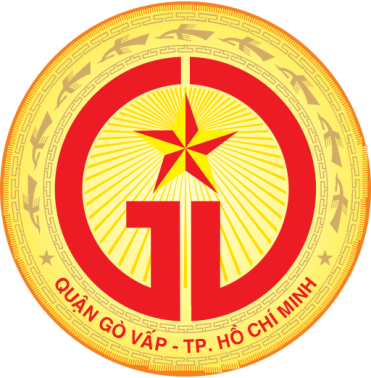 QUẬN GÒ VẤP - TP. HỒ CHÍ MINH